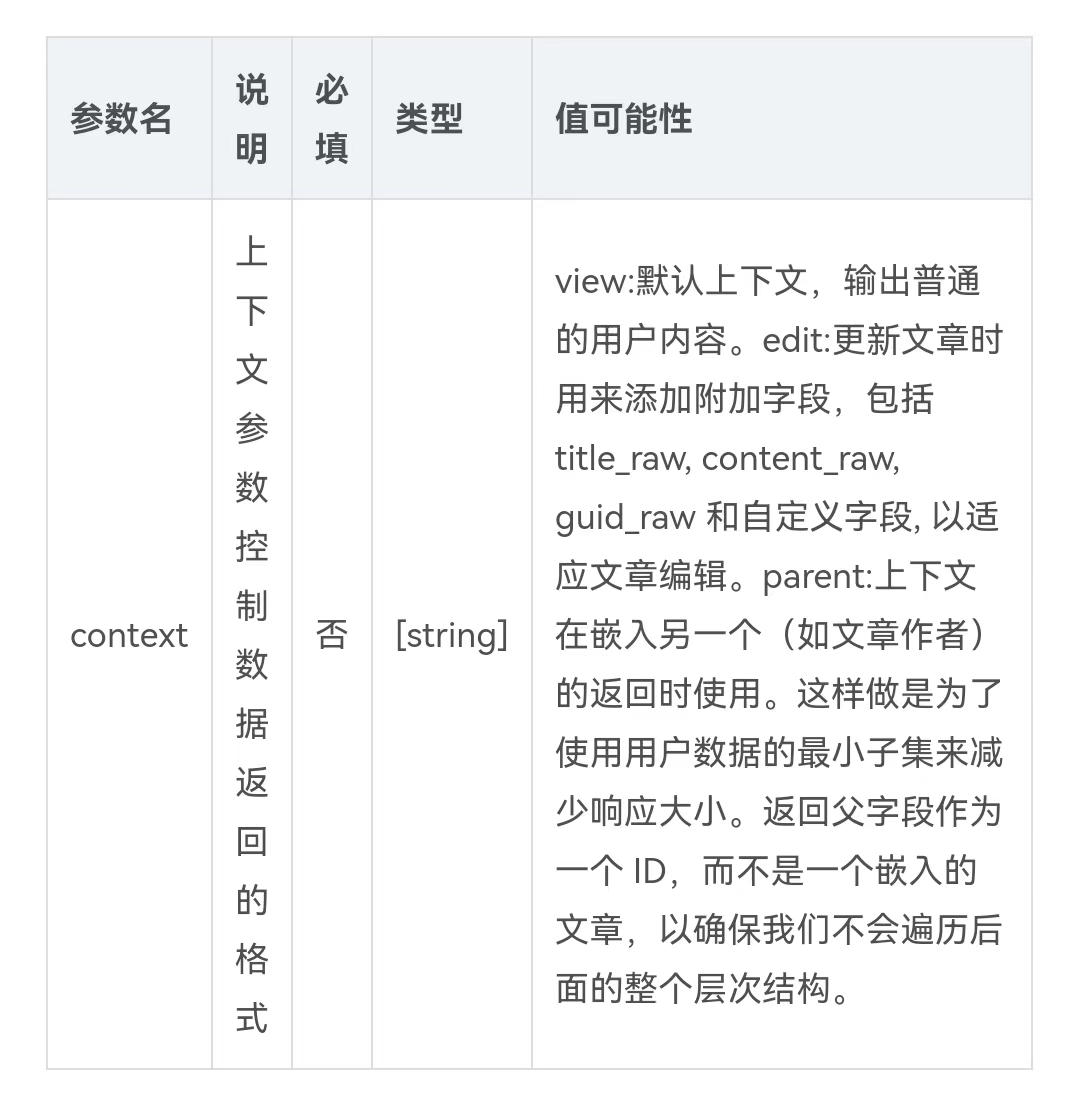 参数名
说
明
必
填
类型
值可能性
context
上
下
文
参
数
控
制
数
据
返
回
的
格
式
否
[string]
view:默认上下文，输出普通
的用户内容。edit:更新文章时
用来添加附加字段，包括
title_raw, content_raw,
guid_raw 和自定义字段, 以适
应文章编辑。parent:上下文
在嵌入另一个（如文章作者）
的返回时使用。这样做是为了
使用用户数据的最小子集来减
少响应大小。返回父字段作为
一个 ID，而不是一个嵌入的
文章，以确保我们不会遍历后
面的整个层次结构。